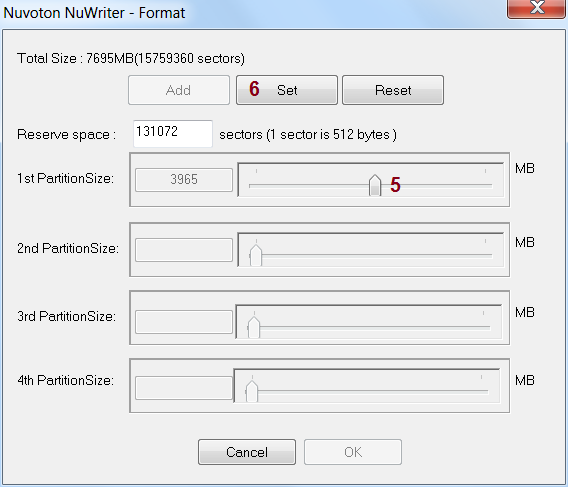 Nuvoton NuWriter - Format
X
Total Size : 7695MB(15759360 sectors)
Add 6 Set Reset
Reserve space : 131072 sectors (1 sector is 512 bytes )
1st PartitionSize: 3965 5 MB
2nd PartitionSize: MB
3rd PartitionSize: MB
4th PartitionSize: MB
Cancel OK